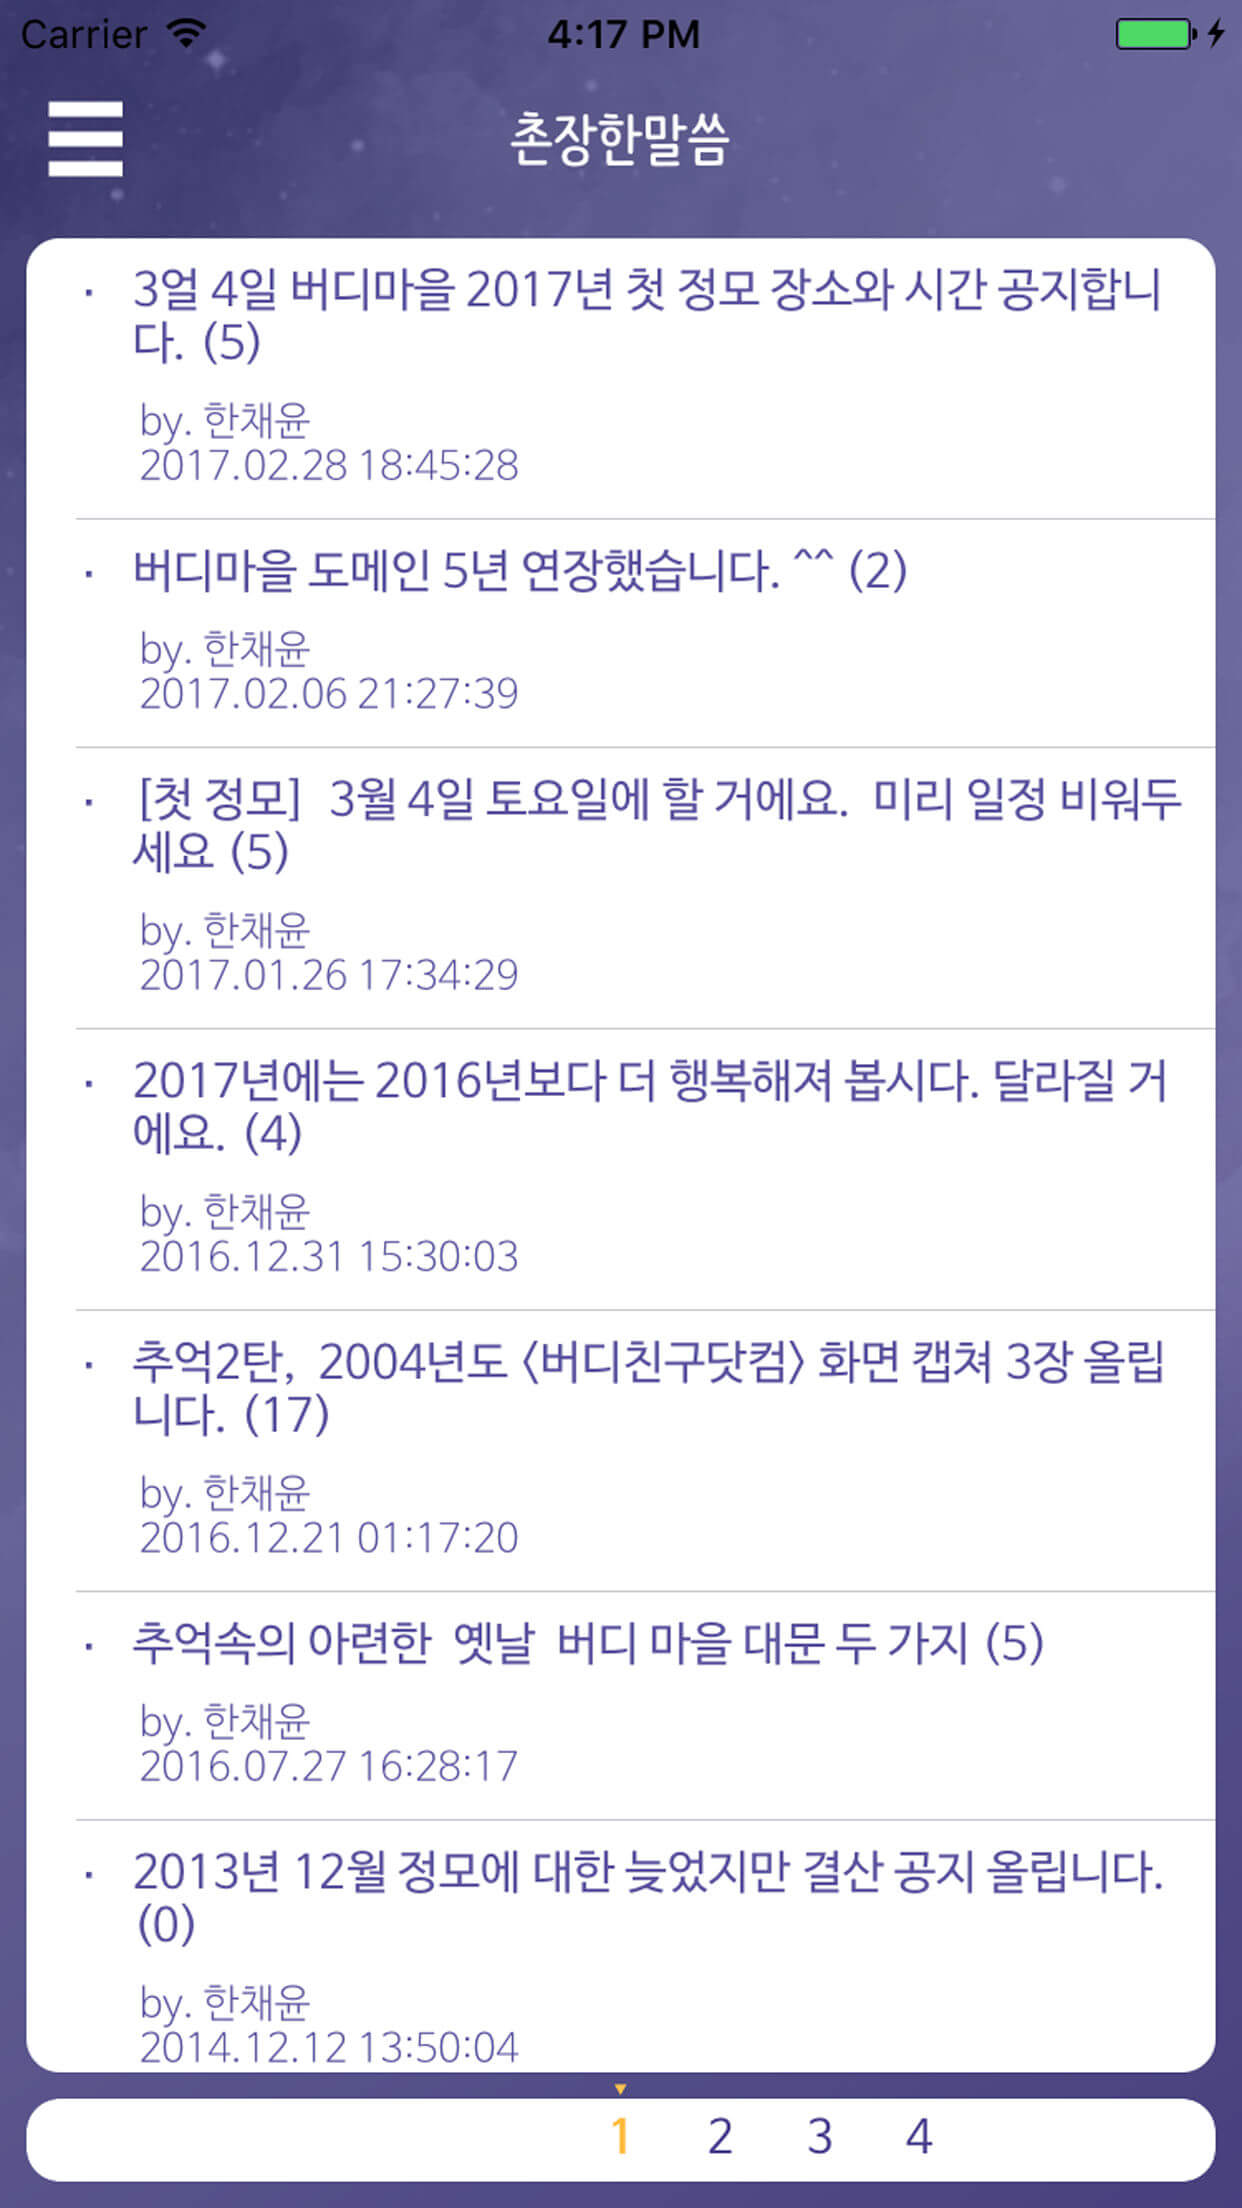 Carrier 4:17 PM
촌장한말씀
· 3얼 4일 버디마을 2017년 첫 정모 장소와 시간 공지합니
다. (5)
by. 한채윤
2017.02.28 18:45:28
· 버디마을 도메인 5년 연장했습니다. ^^ (2)
by. 한채윤
2017.02.06 21:27:39
· [첫 정모] 3월 4일 토요일에 할 거에요. 미리 일정 비워두
세요 (5)
by. 한채윤
2017.01.26 17:34:29
· 2017년에는 2016년보다 더 행복해져 봅시다. 달라질 거
에요. (4)
by. 한채윤
2016.12.31 15:30:03
· 추억2탄, 2004년도 〈버디친구닷컴〉 화면 캡쳐 3장 올립
니다. (17)
by. 한채윤
2016.12.21 01:17:20
· 추억속의 아련한 옛날 버디 마을 대문 두 가지 (5)
by. 한채윤
2016.07.27 16:28:17
· 2013년 12월 정모에 대한 늦었지만 결산 공지 올립니다.
(0)
by. 한채윤
2014.12.12 13:50:04
1 2 3 4